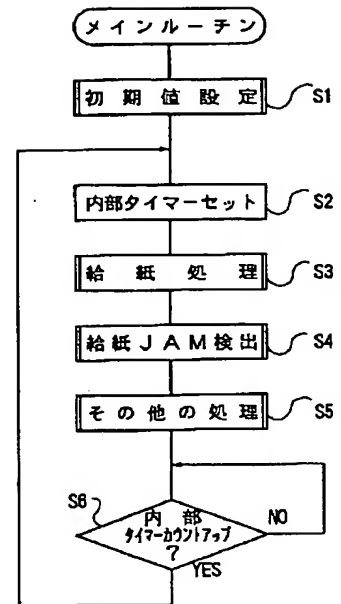 メインルーチン
初期値設定 S1
内部タイマーセット S2
給紙処理 S3
給紙JAM検出 S4
その他の処理 S5
S6
内部
タイマーカウントアップ
?
NO
YES